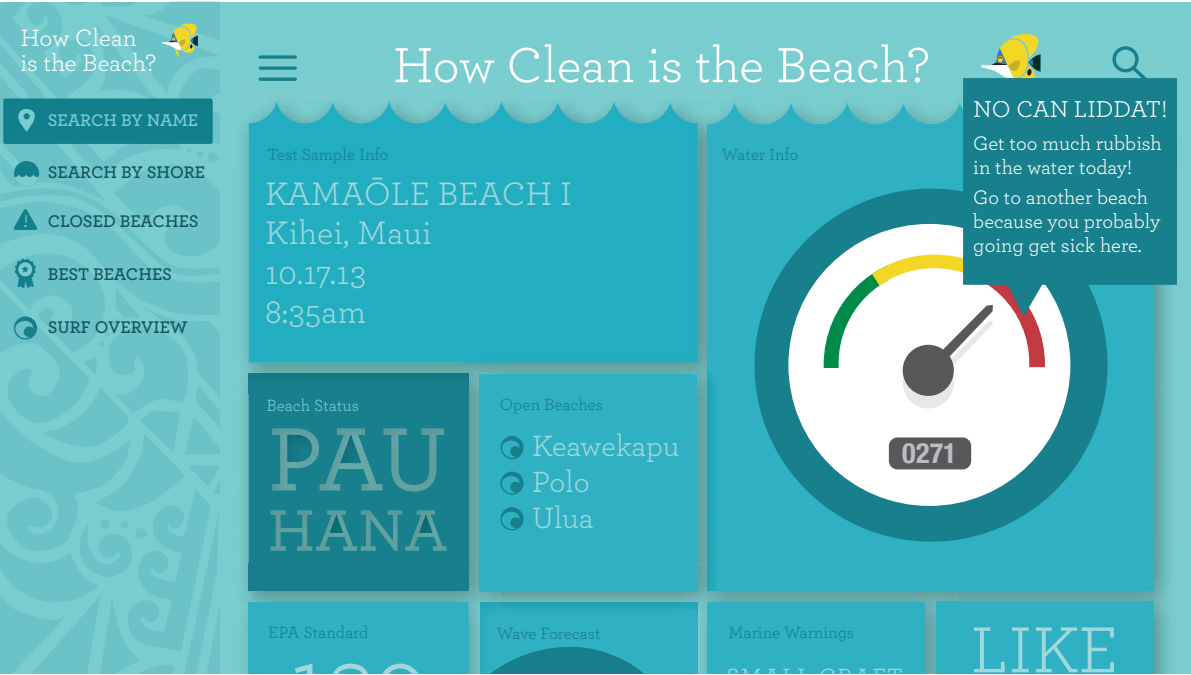 How Clean
is the Beach?
SEARCH BY NAME
SEARCH BY SHORE
CLOSED BEACHES
BEST BEACHES
SURF OVERVIEW
How Clean is the Beach?
Test Sample Info
KAMAŌLE BEACH I
Kihei, Maui
10.17.13
8:35am
Water Info
NO CAN LIDDAT!
Get too much rubbish
in the water today!
Go to another beach
because you probably
going get sick here.
0271
Beach Status
PAU
HANA
Open Beaches
Keawekapu
Polo
Ulua
EPA Standard
Wave Forecast
Marine Warnings
SMALL CRAFT
LIKE